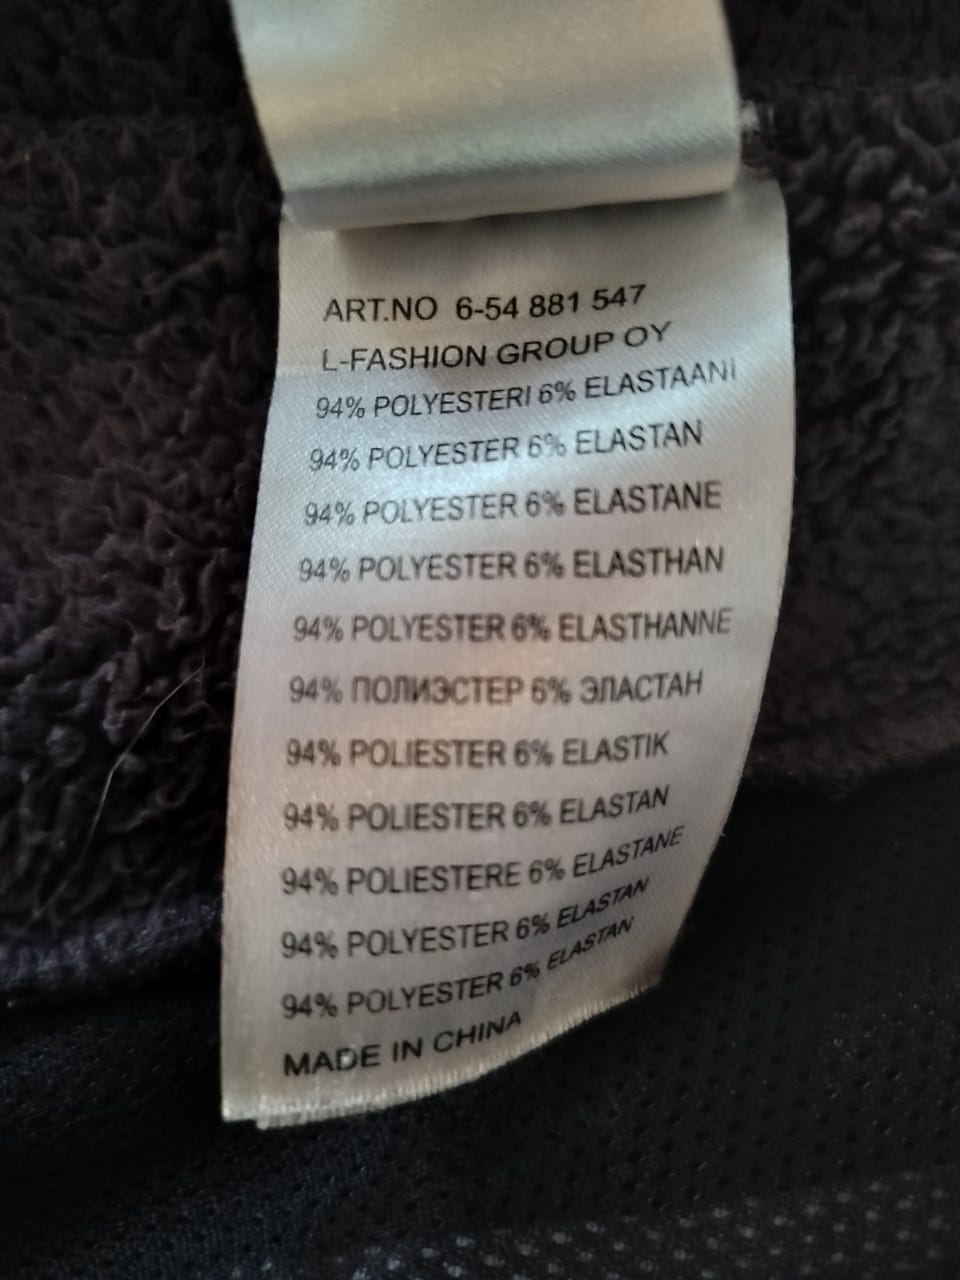 ART.NO 6-54 881 547
L-FASHION GROUP OY
94% POLYESTERI 6% ELASTAANI
94% POLYESTER 6% ELASTAN
94% POLYESTER 6% ELASTANE
94% POLYESTER 6% ELASTHAN
94% POLYESTER 6% ELASTHANNE
94% ПОЛИЭСТЕР 6% ЭЛАСТАН
94% POLIESTER 6% ELASTIK
94% POLIESTER 6% ELASTAN
94% POLIESTERE 6% ELASTANE
94% POLYESTER 6% ELASTAN
94% POLYESTER 6% ELASTAN
MADE IN CHINA